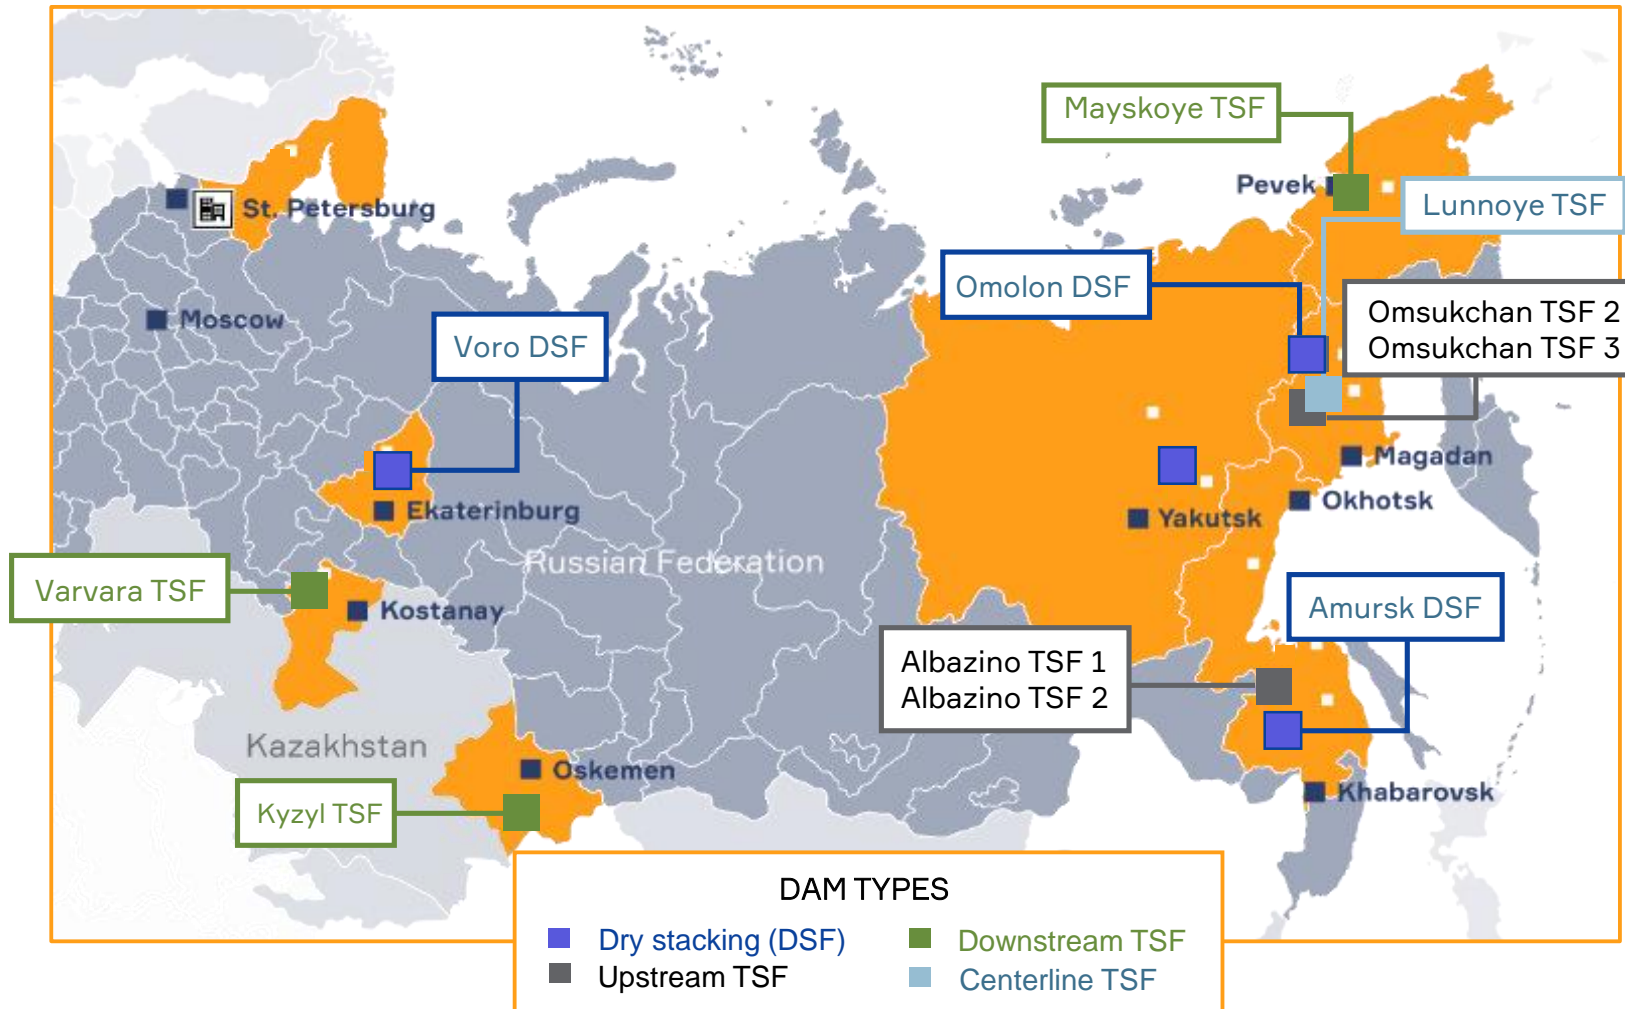 Mayskoye TSF
Pevek
Lunnoye TSF
St. Petersburg
Omolon DSF
Omsukchan TSF 2
Omsukchan TSF 3
Moscow
Voro DSF
Magadan
Okhotsk
Ekaterinburg
Yakutsk
Russian Federation
Varvara TSF
Kostanay
Amursk DSF
Albazino TSF 1
Albazino TSF 2
Kazakhstan
Oskemen
Khabarovsk
Kyzyl TSF
DAM TYPES
Dry stacking (DSF)
Downstream TSF
Upstream TSF
Centerline TSF